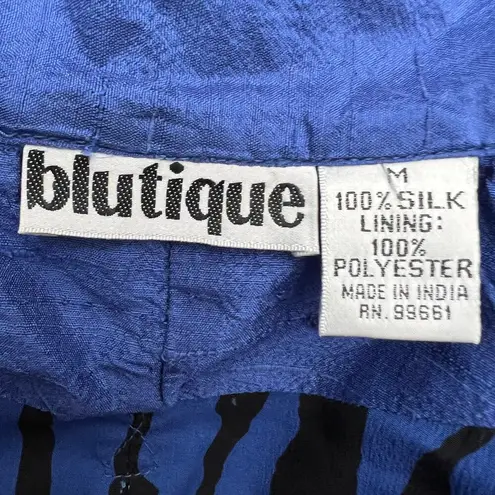 blutique
M
100% SILK
LINING:
100%
POLYESTER
MADE IN INDIA
RN. 99661